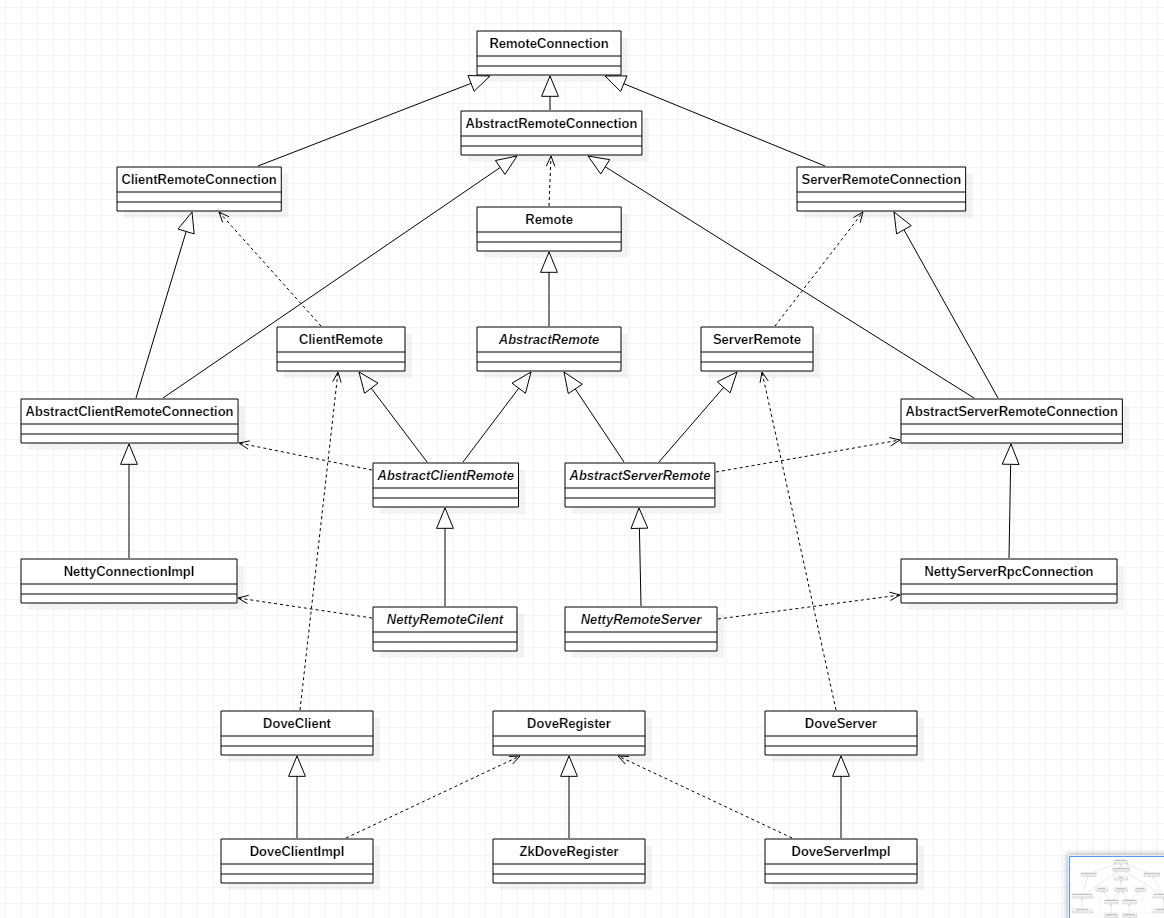 RemoteConnection
AbstractRemoteConnection
ClientRemoteConnection
ServerRemoteConnection
Remote
ClientRemote
AbstractRemote
ServerRemote
AbstractClientRemoteConnection
AbstractServerRemoteConnection
AbstractClientRemote
AbstractServerRemote
NettyConnectionImpl
NettyServerRpcConnection
NettyRemoteCilent
NettyRemoteServer
DoveClient
DoveRegister
DoveServer
DoveClientImpl
ZkDoveRegister
DoveServerImpl